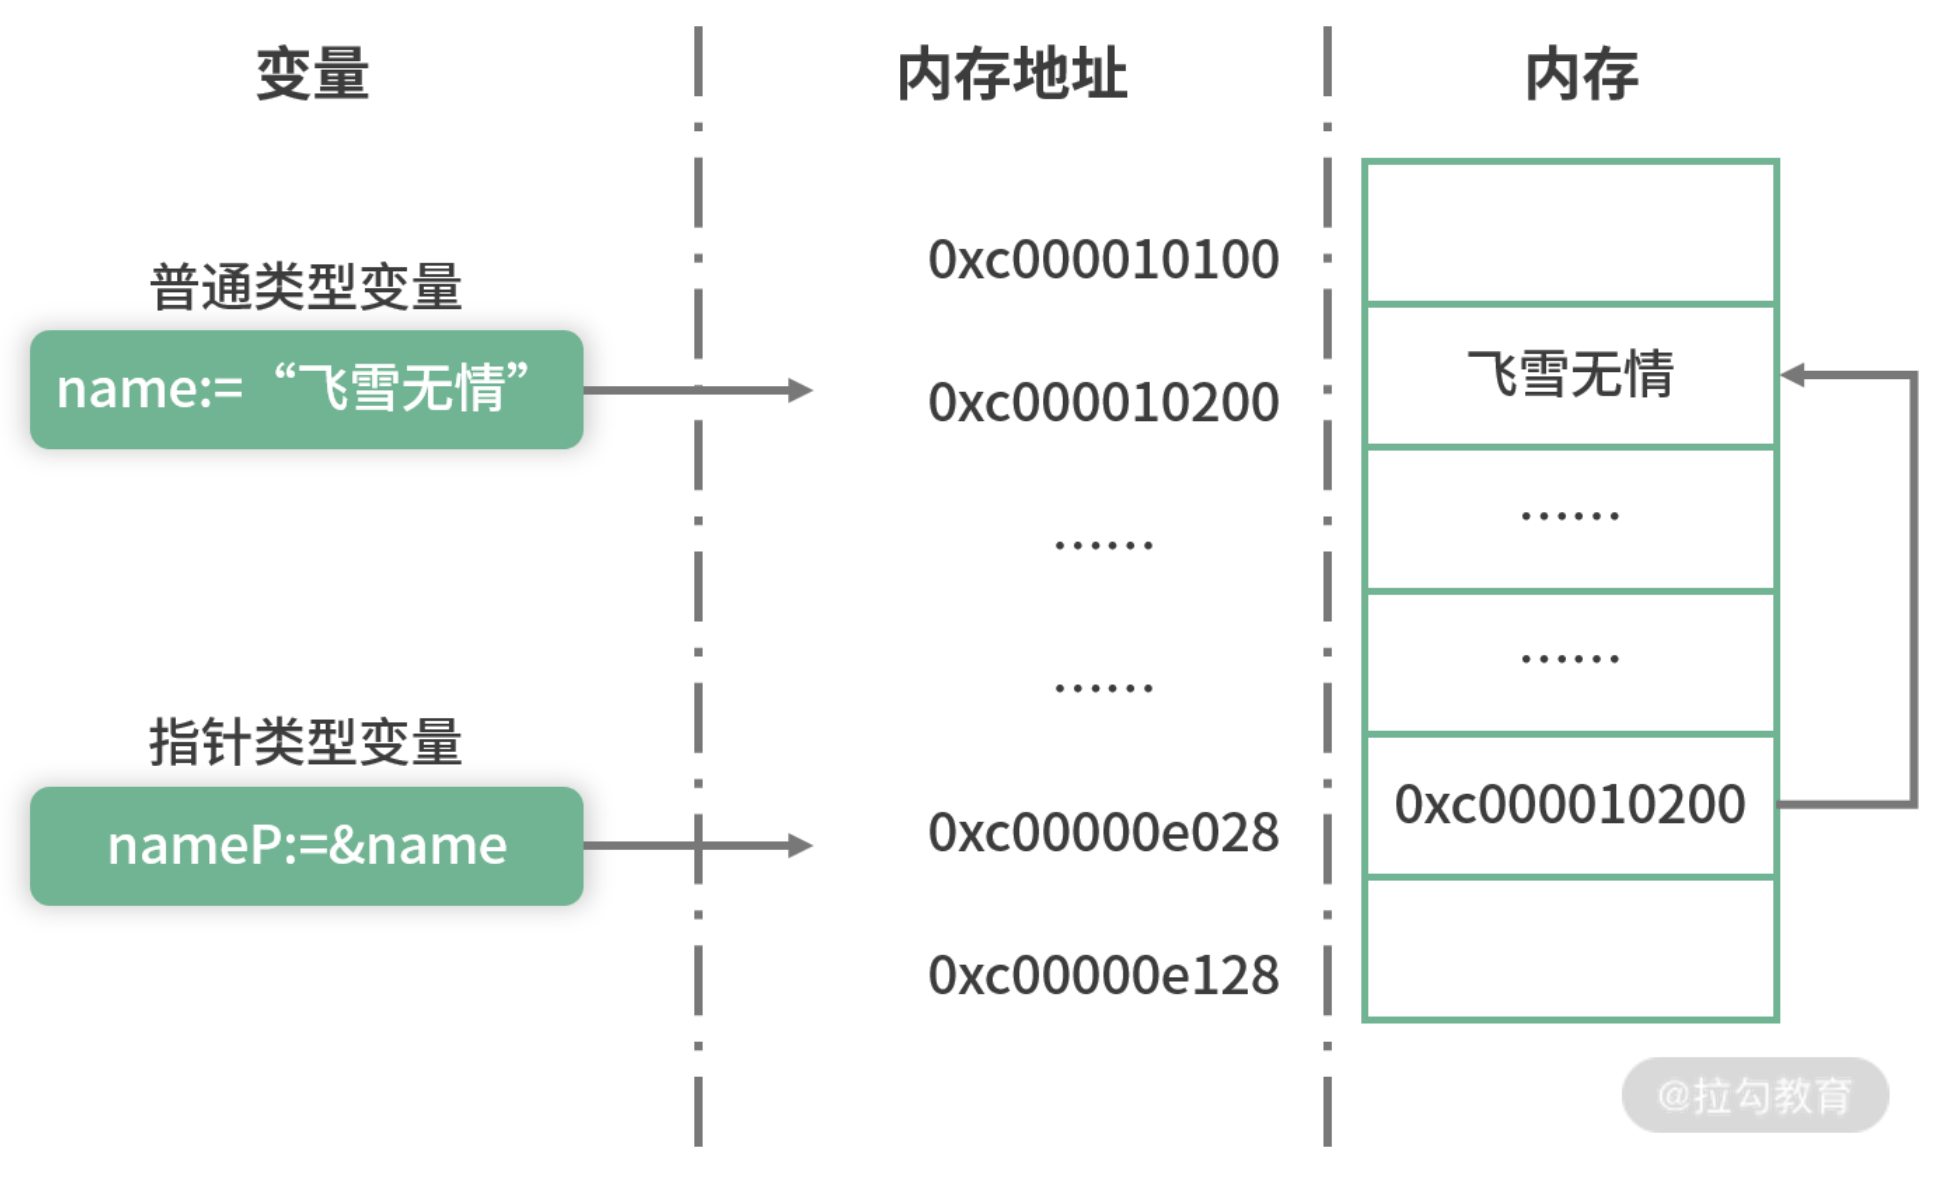 变量
内存地址
内存
普通类型变量
name:=“飞雪无情”
指针类型变量
nameP:=&name
0xc000010100
0xc000010200
······
······
0xc00000e028
0xc00000e128
飞雪无情
······
······
0xc000010200
@拉勾教育